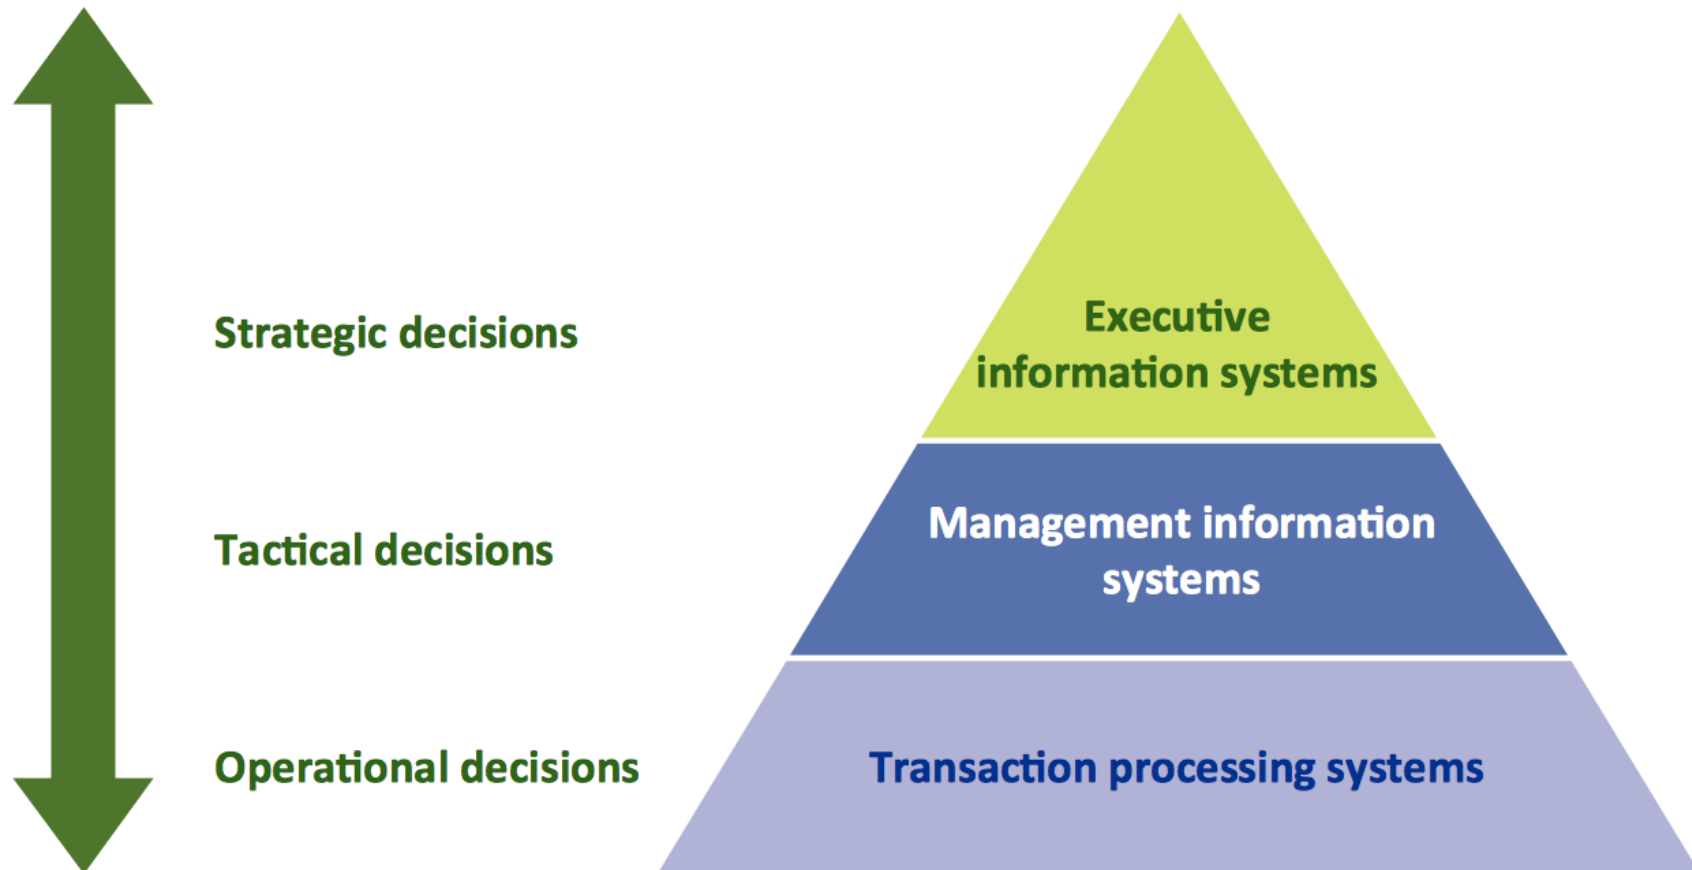 Strategic decisions
Executive
information systems
Tactical decisions
Management information
systems
Operational decisions
Transaction processing systems